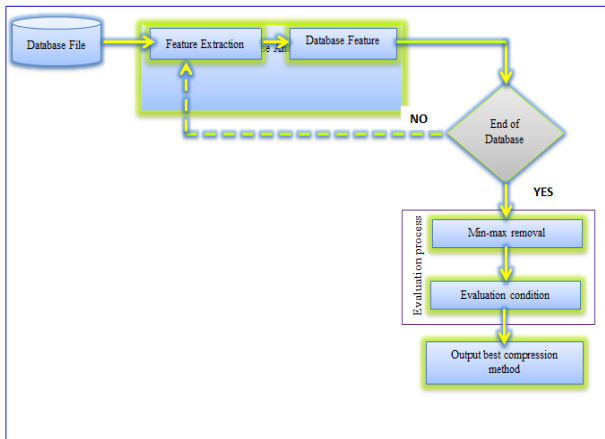 Database File
Feature Extraction
Database Feature
End of
Database
NO
YES
Evaluation process
Min-max removal
Evaluation condition
Output best compression
method